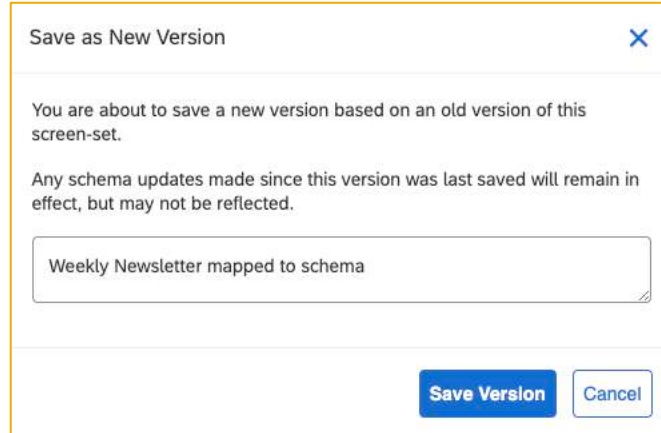 Save as New Version
You are about to save a new version based on an old version of this
screen-set.
Any schema updates made since this version was last saved will remain in
effect, but may not be reflected.
Weekly Newsletter mapped to schema
Save Version
Cancel